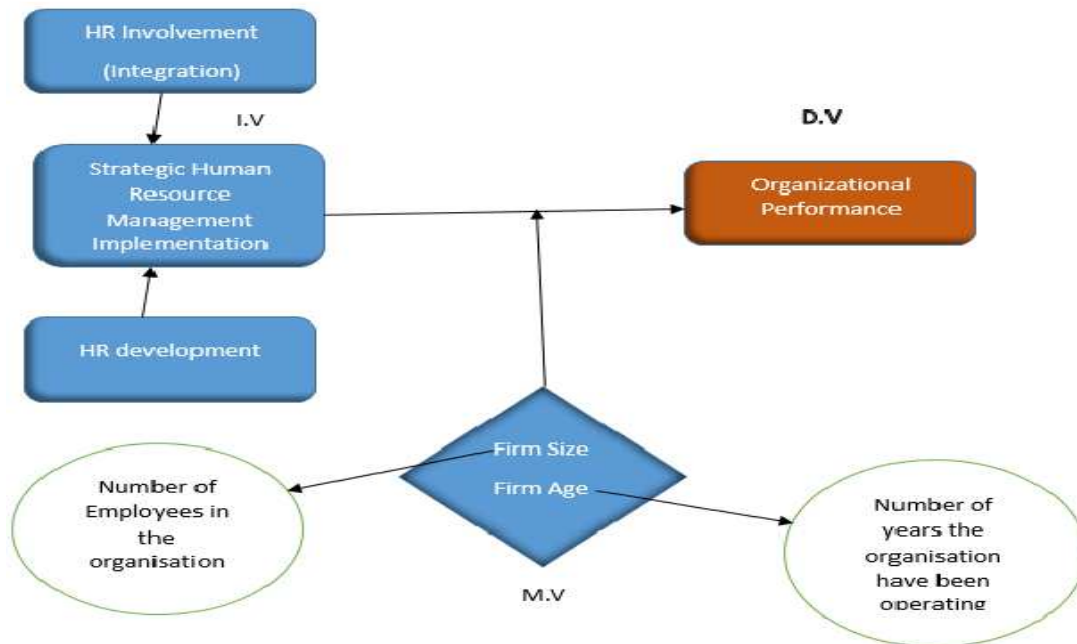 HR Involvement
(Integration)
I.V
D.V
Strategic Human
Resource
Management
Implementation
Organizational
Performance
HR development
Firm Size
Firm Age
Number of
Employees in
the
organisation
Number of
years the
organisation
have been
operating
M.V